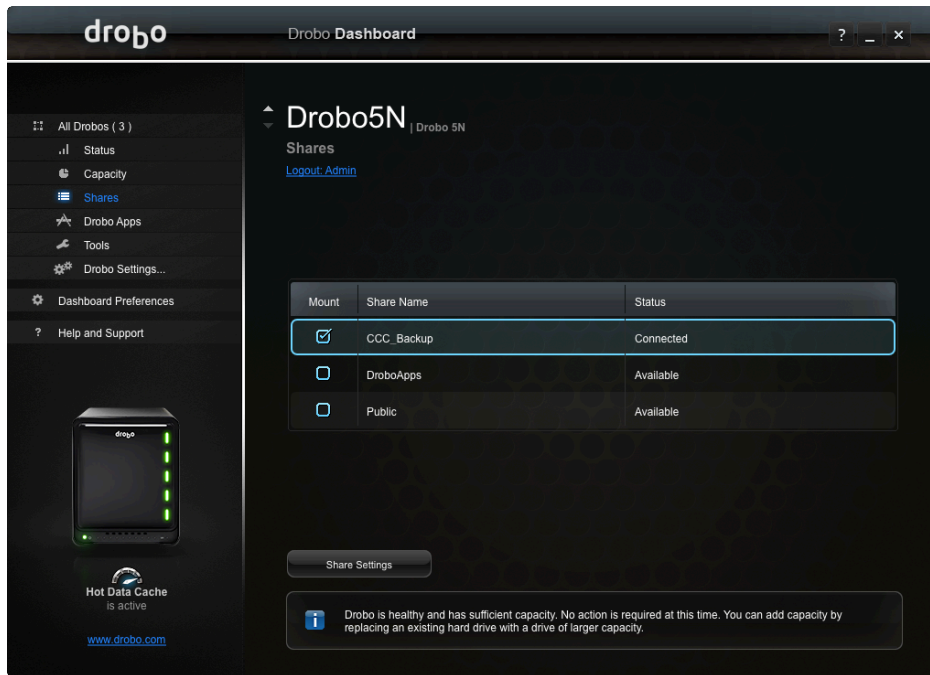 drobo
Drobo Dashboard
?
All Drobos ( 3 )
Status
Capacity
Shares
Drobo Apps
Tools
Drobo Settings...
Dashboard Preferences
? Help and Support
drobo
Hot Data Cache
is active
www.drobo.com
Drobo5N | Drobo 5N
Shares
Logout: Admin
Mount Share Name Status
CCC_Backup Connected
DroboApps Available
Public Available
Share Settings
i
Drobo is healthy and has sufficient capacity. No action is required at this time. You can add capacity by
replacing an existing hard drive with a drive of larger capacity.